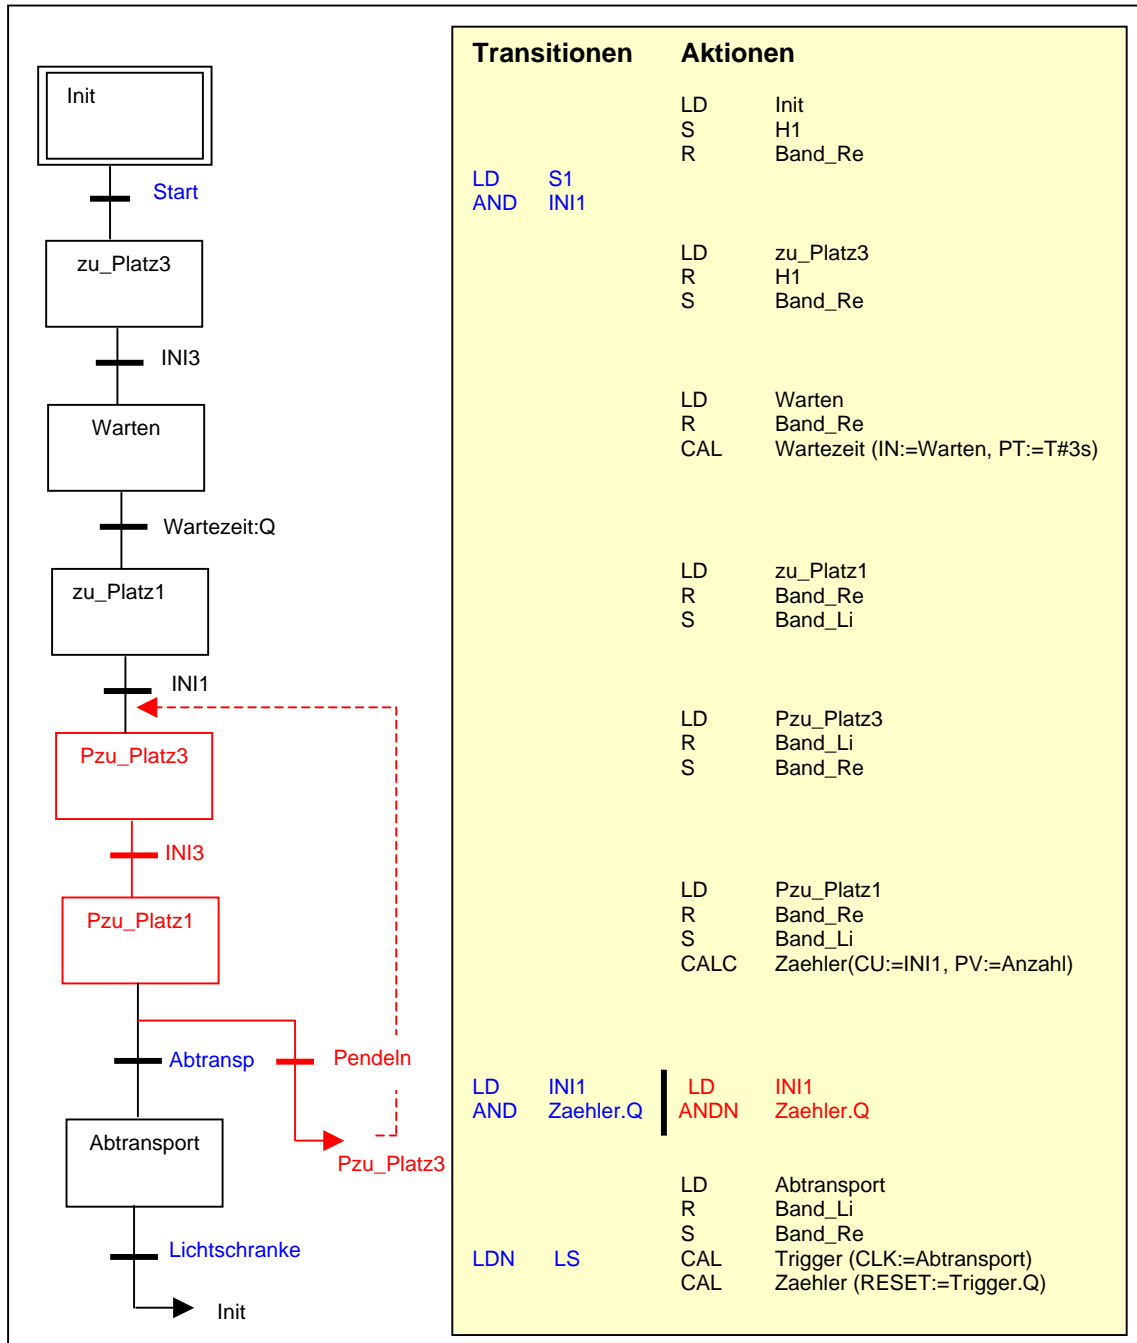 Init
Start
zu_Platz3
INI3
Warten
Wartezeit:Q
zu_Platz1
INI1
Pzu_Platz3
INI3
Pzu_Platz1
Abtransp
Pendeln
Abtransport
Pzu_Platz3
Lichtschranke
Init
Transitionen Aktionen
LD Init
S H1
R Band_Re
LD S1
AND INI1
LD zu_Platz3
R H1
S Band_Re
LD Warten
R Band_Re
CAL Wartezeit (IN:=Warten, PT:=T#3s)
LD zu_Platz1
R Band_Re
S Band_Li
LD Pzu_Platz3
R Band_Li
S Band_Re
LD Pzu_Platz1
R Band_Re
S Band_Li
CALC Zaehler(CU:=INI1, PV:=Anzahl)
LD INI1 LD INI1
AND Zaehler.Q ANDN Zaehler.Q
LD Abtransport
R Band_Li
S Band_Re
LDN LS CAL Trigger (CLK:=Abtransport)
CAL Zaehler (RESET:=Trigger.Q)